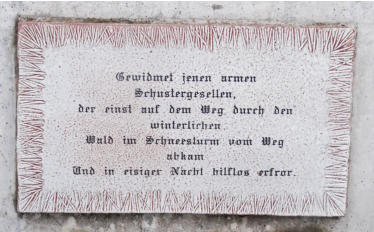 Gewidmet jenen armen
Schustergesellen,
der einst auf dem Weg durch den
winterlichen
Wald im Schneesturm vom Weg
abkam
Und in eisiger Nacht hilflos erfror.